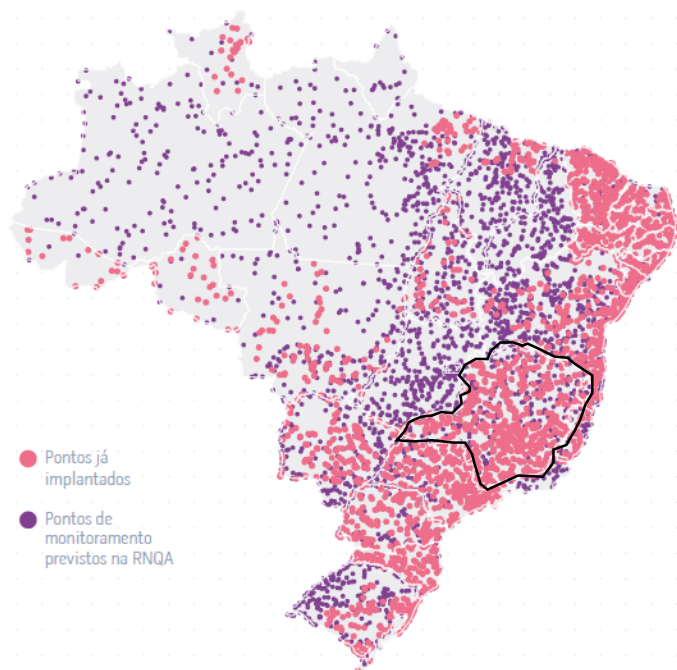 Pontos já
implantados
Pontos de
monitoramento
previstos na RNQA